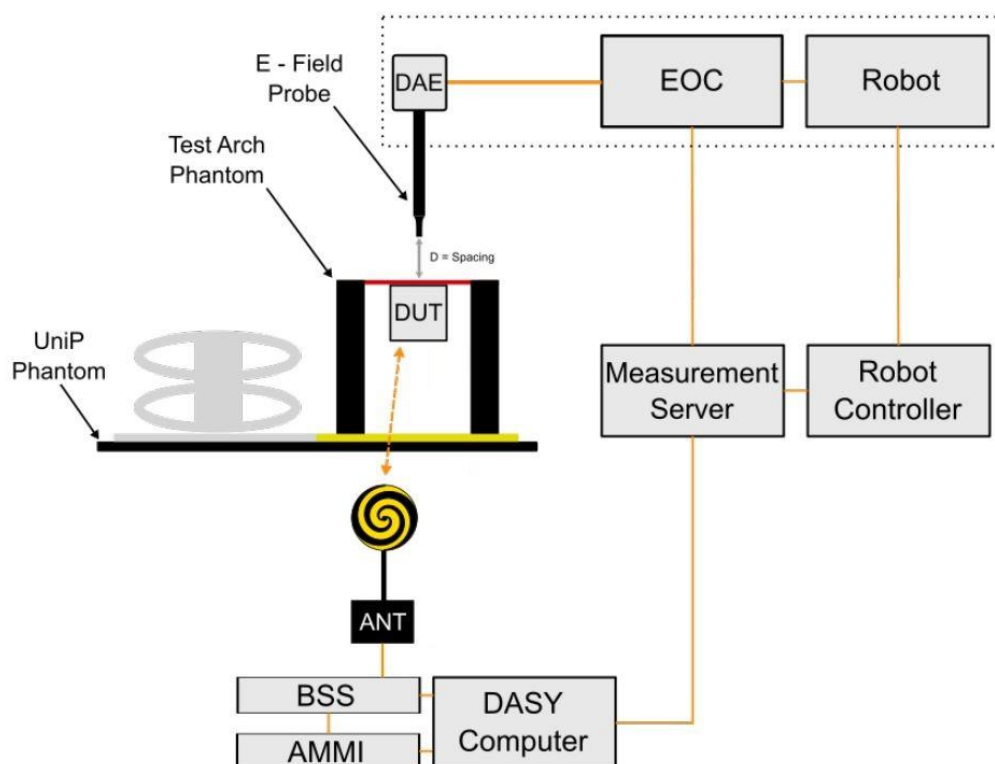 E - Field
Probe
DAE
EOC
Robot
Test Arch
Phantom
D = Spacing
DUT
UniP
Phantom
Measurement
Server
Robot
Controller
ANT
BSS
DASY
Computer
AMMI